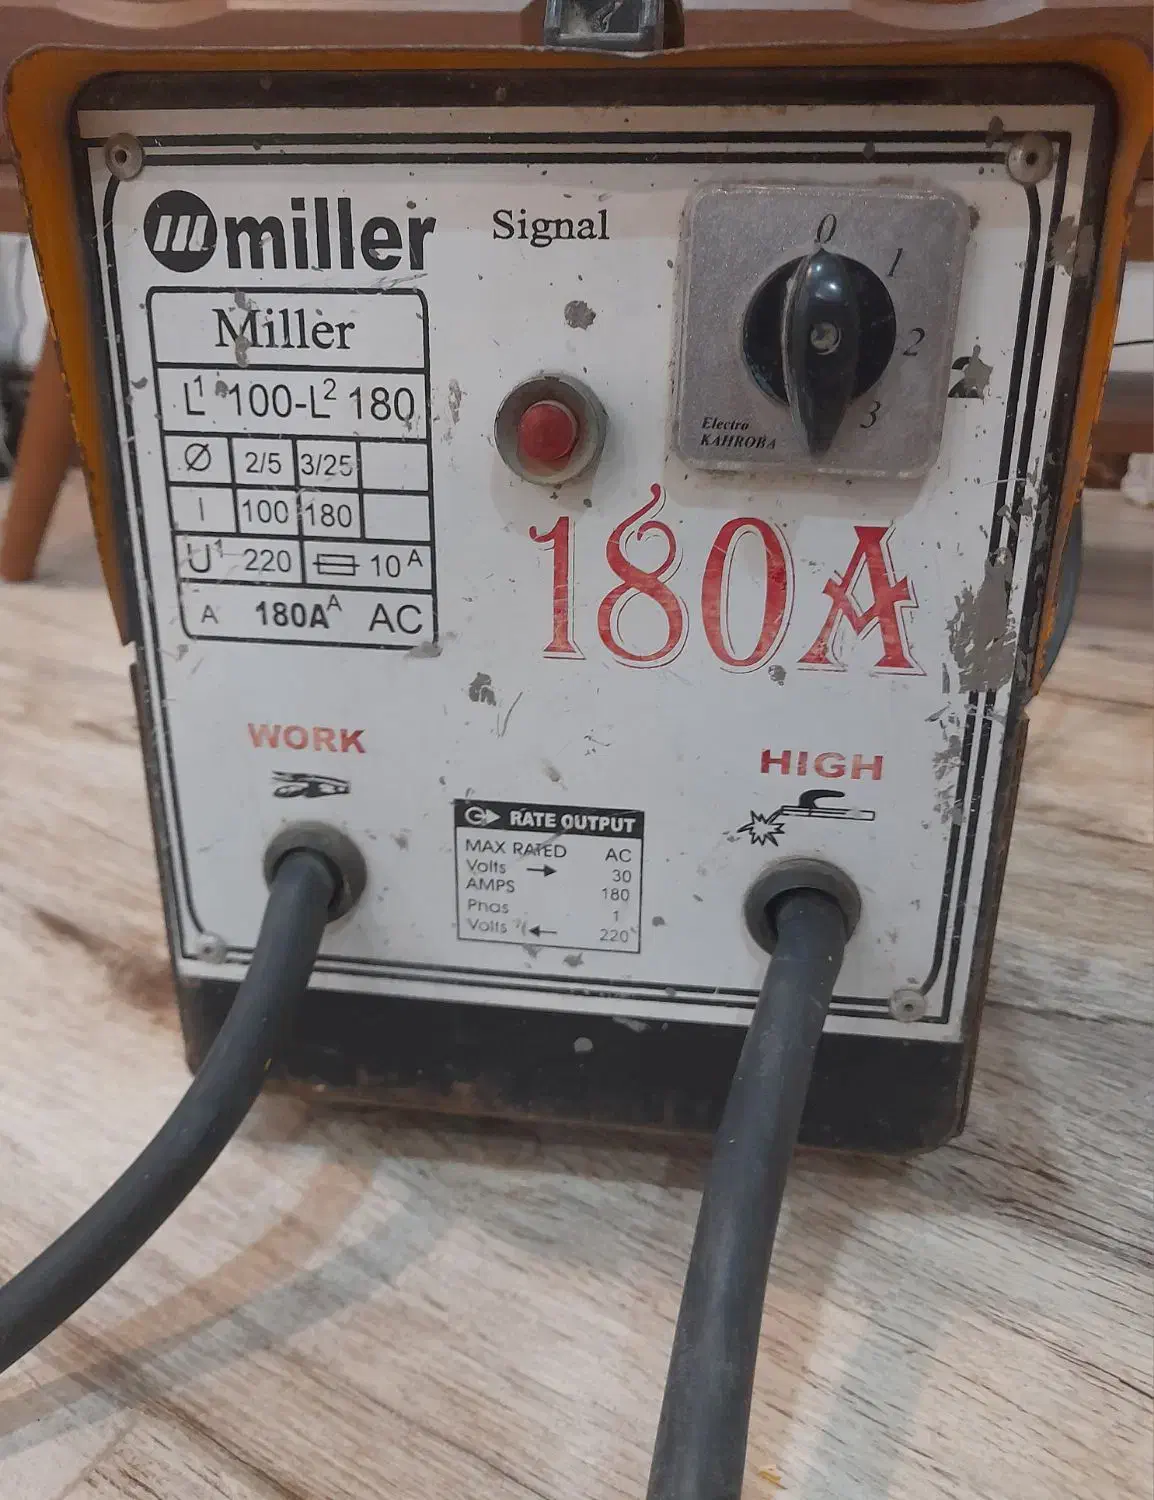 miller
Signal
0
1
2
3
2
Electro
KAHROBA
Miller
L1 100-L2 180
Ø 2/5 3/25
I 100 180
U1 220 10A
A 180AA AC
180A
WORK
HIGH
RATE OUTPUT
MAX RATED AC
Volts → 30
AMPS 180
Phas 1
Volts ← 220